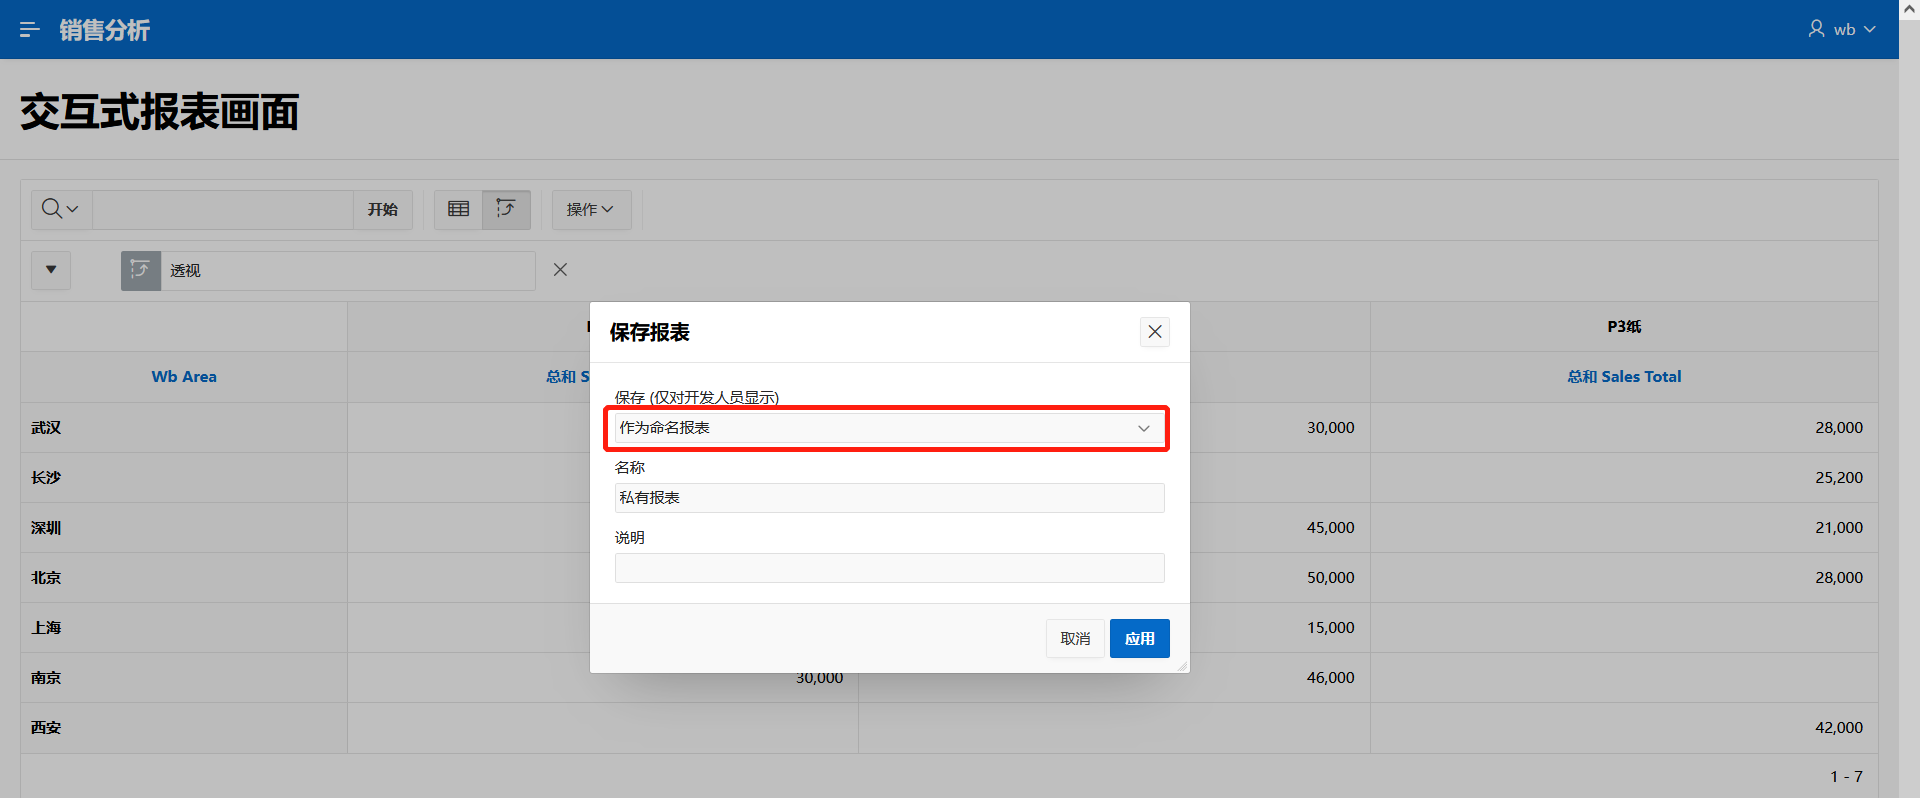 销售分析
wb
交互式报表画面
开始
操作
透视
保存报表
P3纸
Wb Area
总和 S
总和 Sales Total
保存 (仅对开发人员显示)
作为命名报表
武汉
30,000
28,000
名称
长沙
25,200
私有报表
深圳
45,000
21,000
说明
北京
50,000
28,000
上海
15,000
取消
应用
南京
30,000
46,000
西安
42,000
1 - 7